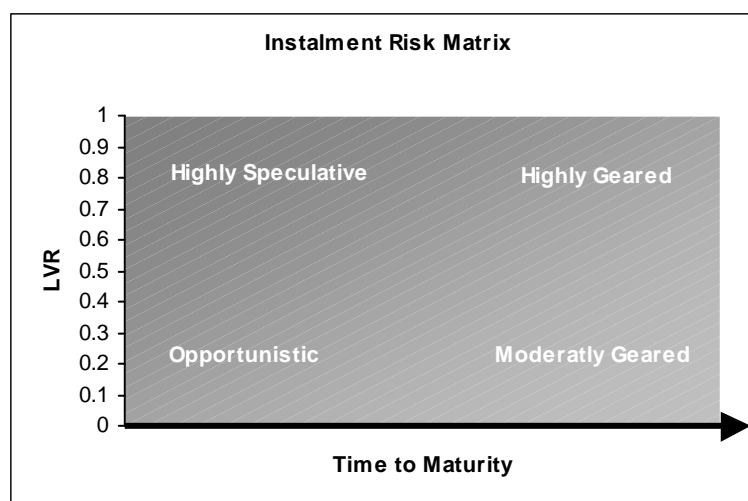 Instalment Risk Matrix
1
0.9
0.8
0.7
0.6
0.5
0.4
0.3
0.2
0.1
0
LVR
Highly Speculative
Highly Geared
Opportunistic
Moderatly Geared
Time to Maturity